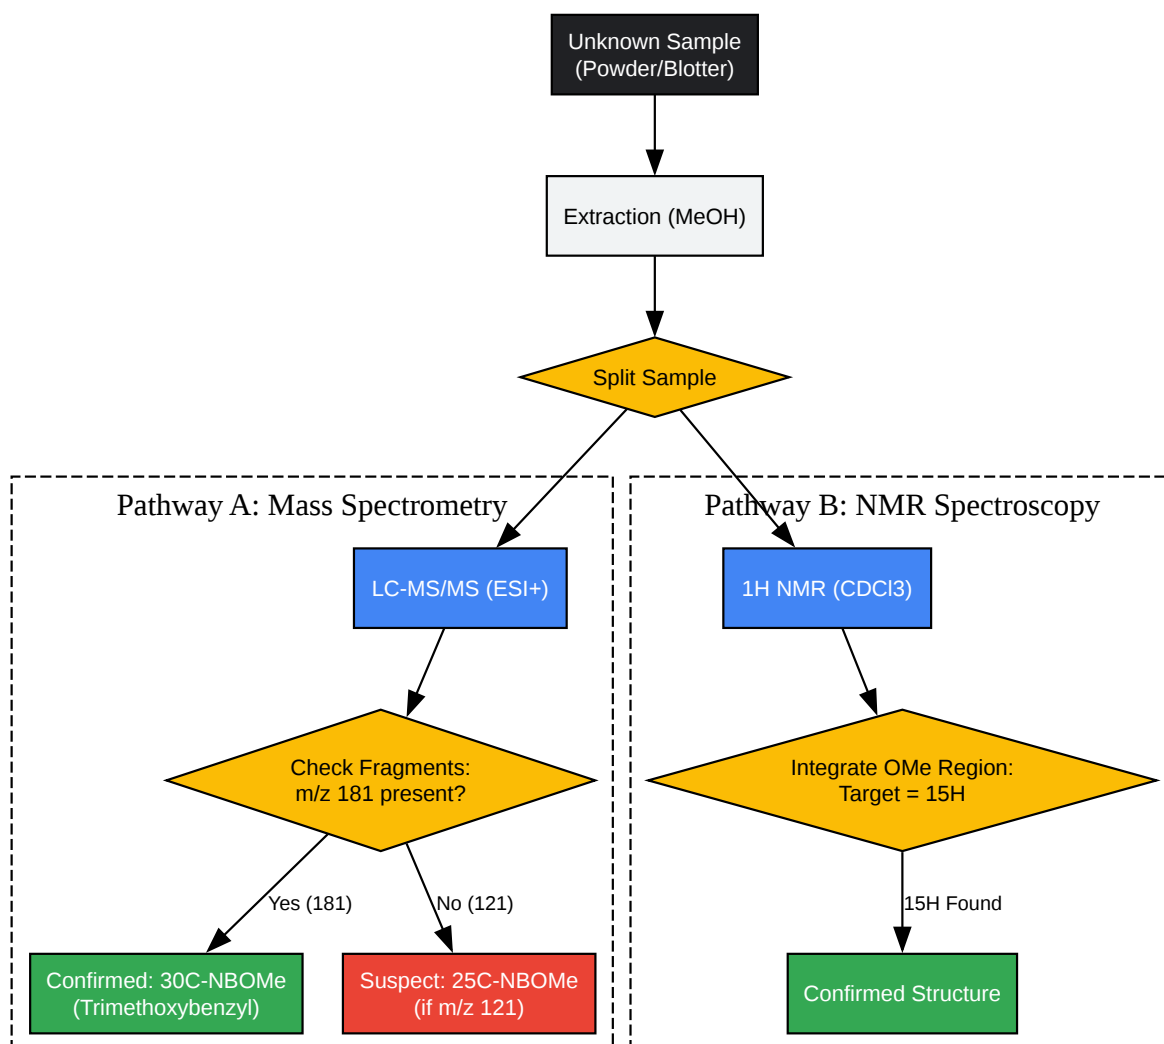 Unknown Sample
(Powder/Blotter)
Extraction (MeOH)
Split Sample
Pathway A: Mass Spectrometry
Pathway B: NMR Spectroscopy
LC-MS/MS (ESI+)
1H NMR (CDCl3)
Check Fragments:
m/z 181 present?
Integrate OMe Region:
Target = 15H
Yes (181)
No (121)
15H Found
Confirmed: 30C-NBOMe
(Trimethoxybenzyl)
Suspect: 25C-NBOMe
(if m/z 121)
Confirmed Structure